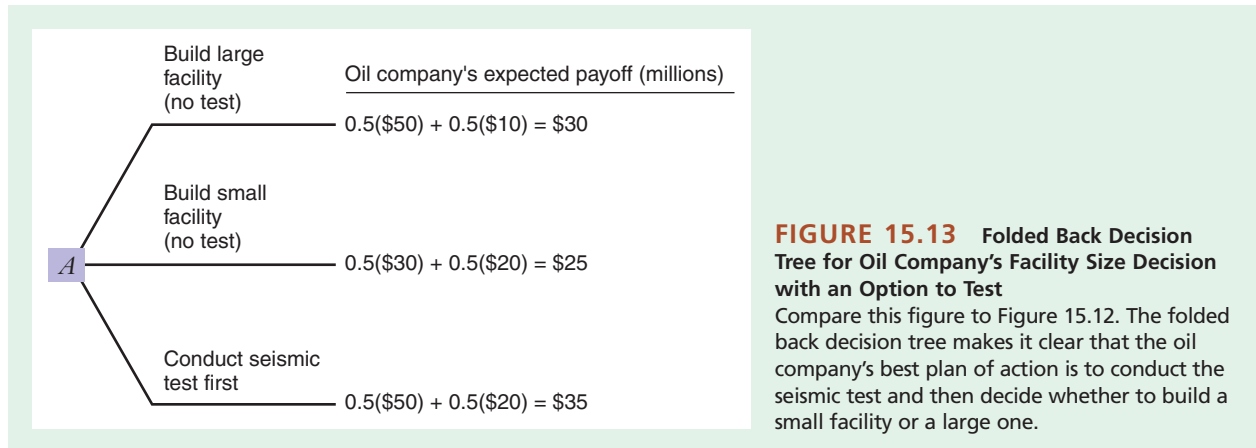 Build large
facility
(no test)
Oil company's expected payoff (millions)
0.5($50) + 0.5($10) = $30
Build small
facility
(no test)
A
0.5($30) + 0.5($20) = $25
Conduct seismic
test first
0.5($50) + 0.5($20) = $35
FIGURE 15.13 Folded Back Decision
Tree for Oil Company's Facility Size Decision
with an Option to Test
Compare this figure to Figure 15.12. The folded
back decision tree makes it clear that the oil
company's best plan of action is to conduct the
seismic test and then decide whether to build a
small facility or a large one.